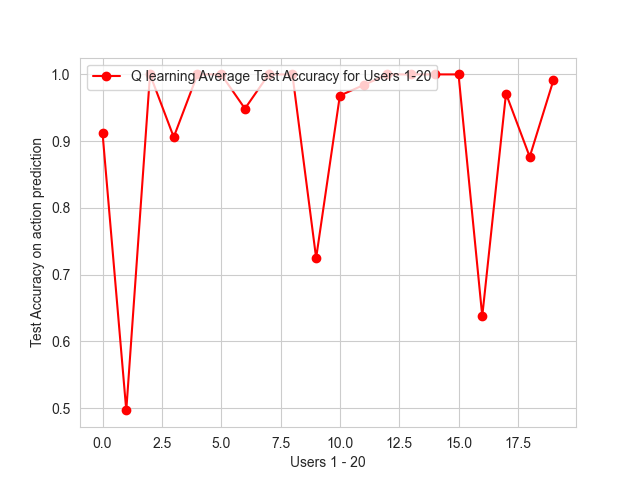 Q learning Average Test Accuracy for Users 1-20
1.0
0.9
0.8
0.7
0.6
0.5
Test Accuracy on action prediction
0.0 2.5 5.0 7.5 10.0 12.5 15.0 17.5
Users 1 - 20